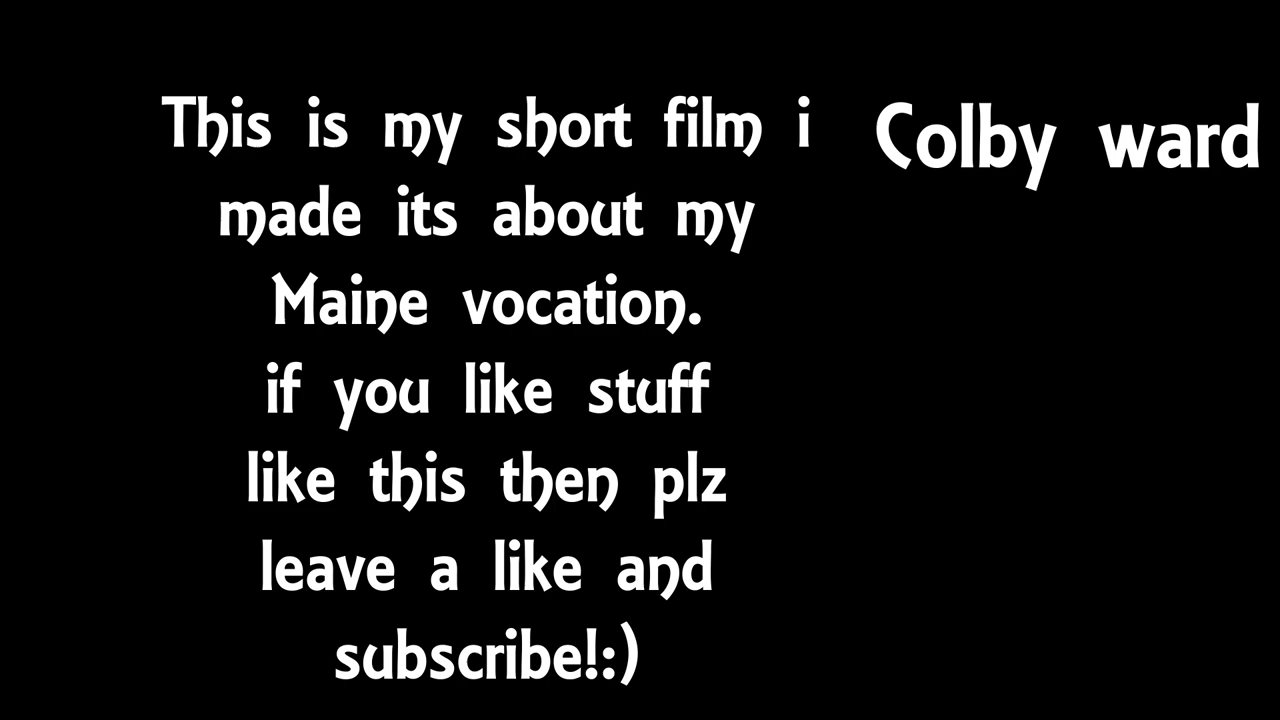 This is my short film i
made its about my
Maine vocation.
if you like stuff
like this then plz
leave a like and
subscribe!:)
Colby ward